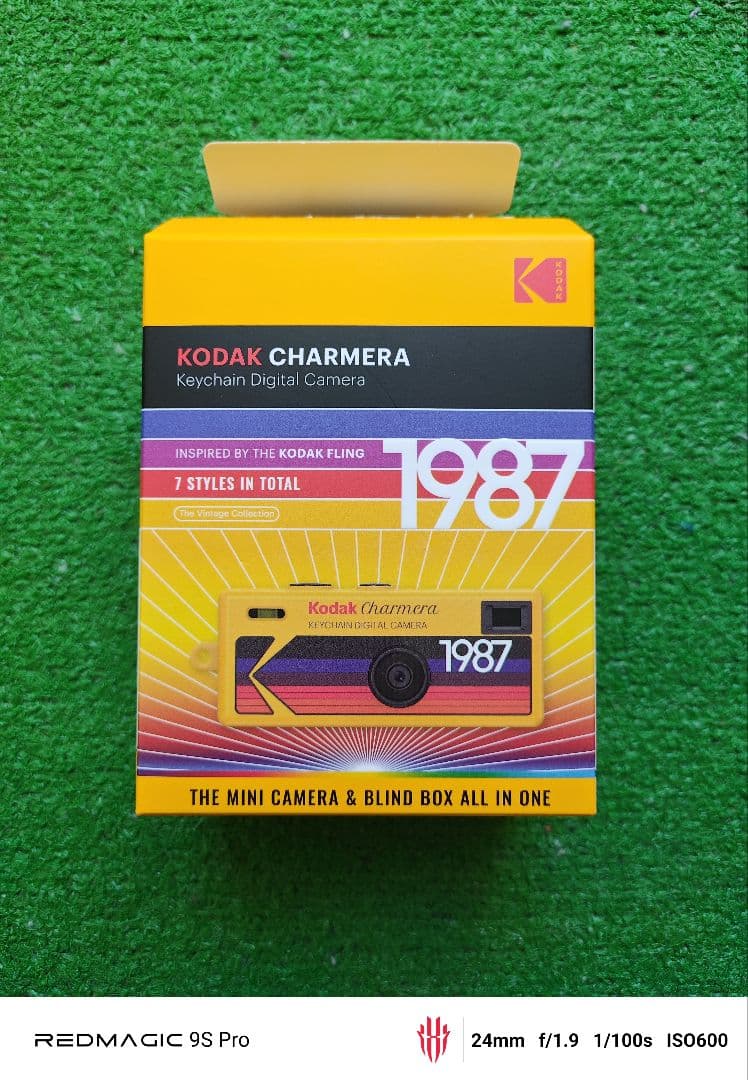 KODAK
KODAK CHARMERA
Keychain Digital Camera
INSPIRED BY THE KODAK FLING
1987
7 STYLES IN TOTAL
The Vintage Collection
Kodak Charmera
KEYCHAIN DIGITAL CAMERA
1987
THE MINI CAMERA & BLIND BOX ALL IN ONE
REDMAGIC 9S Pro
24mm f/1.9 1/100s ISO600